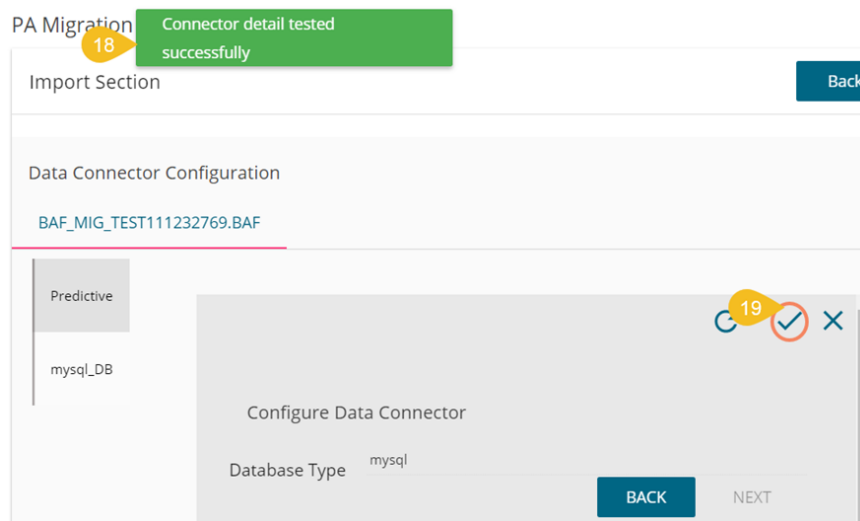 PA Migration
18
Connector detail tested
successfully
Import Section
Back
Data Connector Configuration
BAF_MIG_TEST111232769.BAF
Predictive
mysql_DB
19
Configure Data Connector
Database Type
mysql
BACK
NEXT